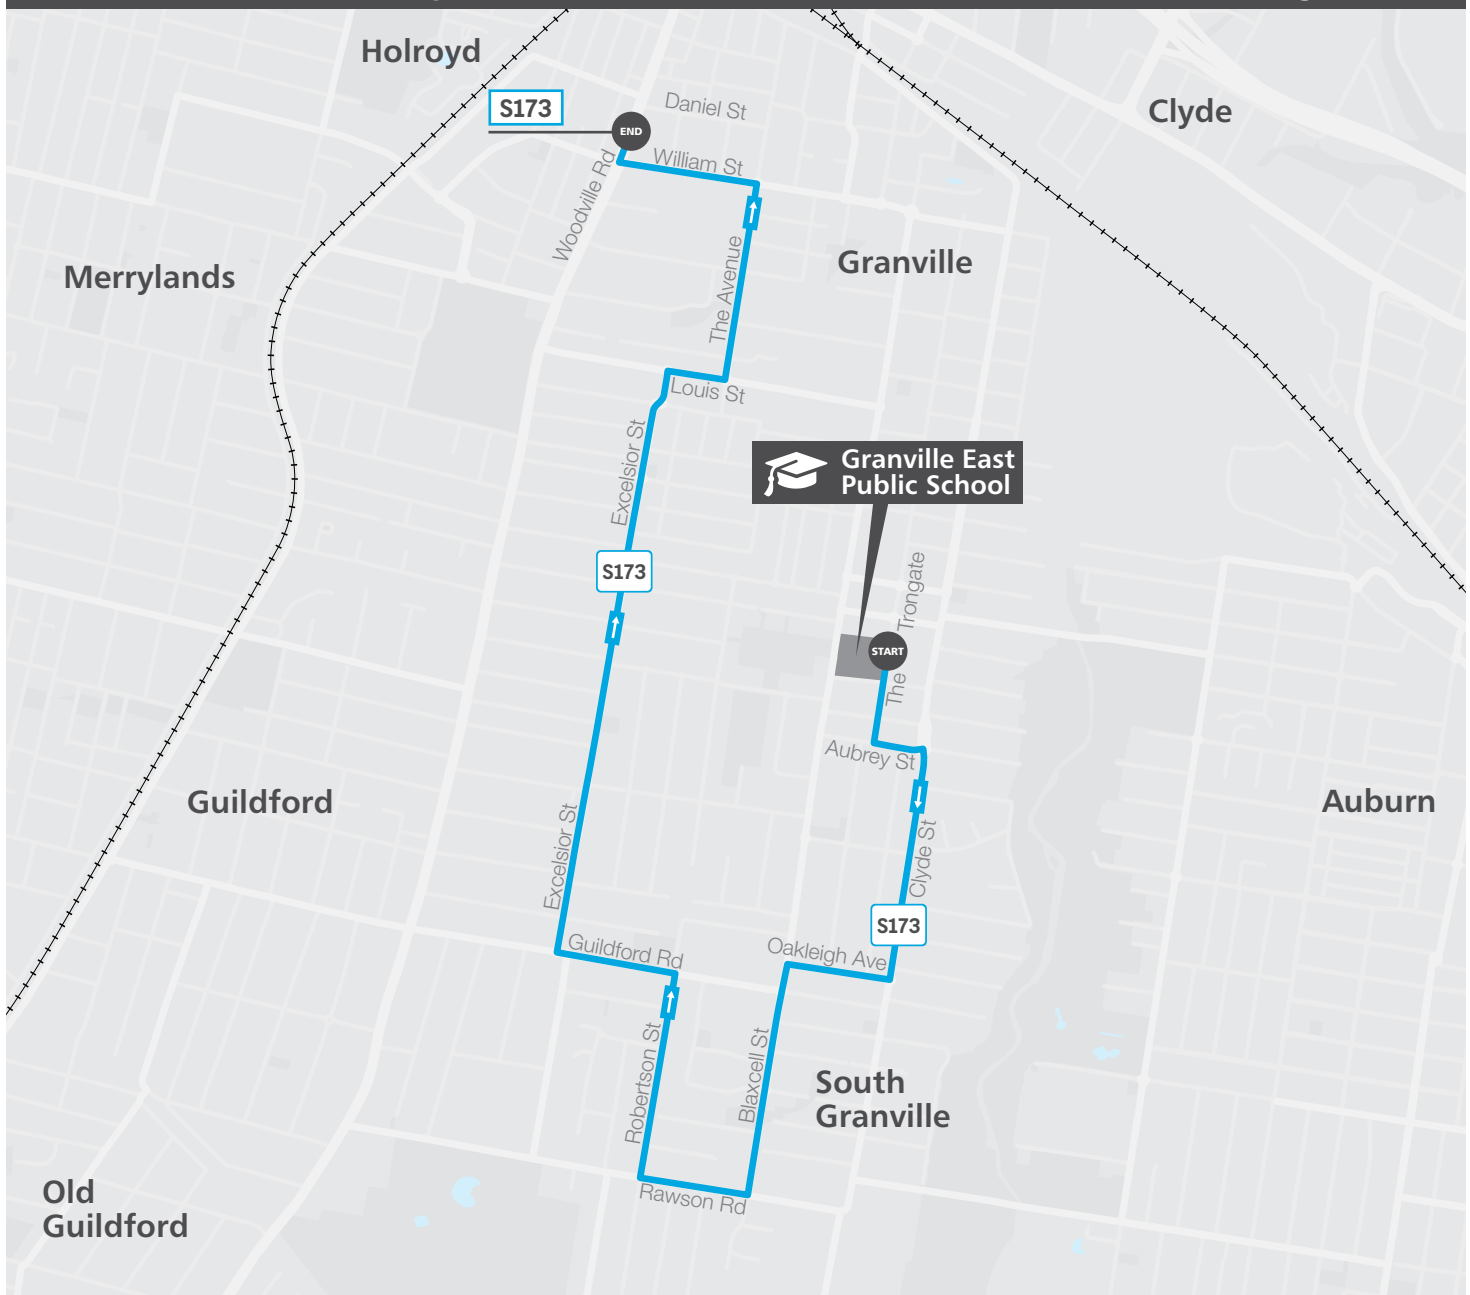 Holroyd
S173
END
Daniel St
William St
Woodville Rd
Clyde
Merrylands
The Avenue
Granville
Louis St
Excelsior St
Granville East
Public School
S173
The Trongate
START
Aubrey St
Guildford
Auburn
Excelsior St
Clyde St
S173
Guildford Rd
Oakleigh Ave
Robertson St
Blaxcell St
South
Granville
Old
Guildford
Rawson Rd